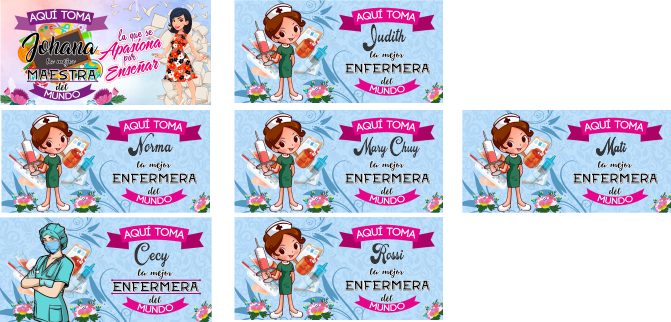 AQUÍ TOMA
Johana
la mejor
MAESTRA
del
MUNDO
la que se
Apasiona
por
Enseñar
AQUÍ TOMA
Judith
la mejor
ENFERMERA
del
MUNDO
AQUÍ TOMA
Norma
la mejor
ENFERMERA
del
MUNDO
AQUÍ TOMA
Mary Chuy
la mejor
ENFERMERA
del
MUNDO
AQUÍ TOMA
Mali
la mejor
ENFERMERA
del
MUNDO
AQUÍ TOMA
Cecy
la mejor
ENFERMERA
del
MUNDO
AQUÍ TOMA
Rossi
la mejor
ENFERMERA
del
MUNDO